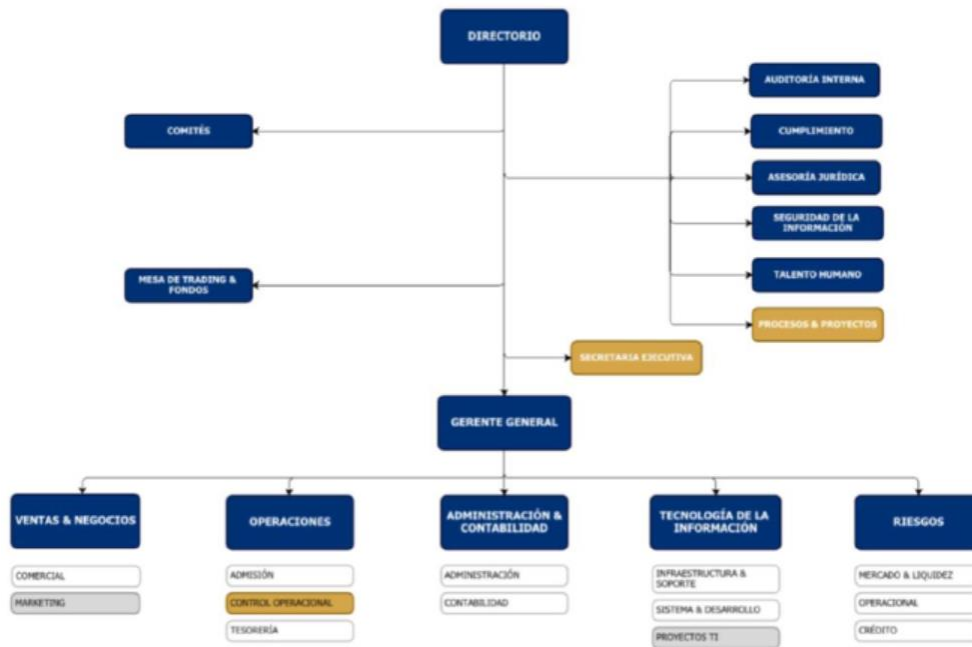 DIRECTORIO
AUDITORÍA INTERNA
COMITÉS
CUMPLIMIENTO
ASESORÍA JURÍDICA
SEGURIDAD DE LA
INFORMACIÓN
MESA DE TRADING &
FONDOS
TALENTO HUMANO
PROCESOS & PROYECTOS
SECRETARIA EJECUTIVA
GERENTE GENERAL
VENTAS & NEGOCIOS
OPERACIONES
ADMINISTRACIÓN &
CONTABILIDAD
TECNOLOGÍA DE LA
INFORMACIÓN
RIESGOS
COMERCIAL
MARKETING
ADMISIÓN
CONTROL OPERACIONAL
TESORERÍA
ADMINISTRACIÓN
CONTABILIDAD
INFRAESTRUCTURA &
SOPORTE
SISTEMA & DESARROLLO
PROYECTOS TI
MERCADO & LIQUIDEZ
OPERACIONAL
CRÉDITO